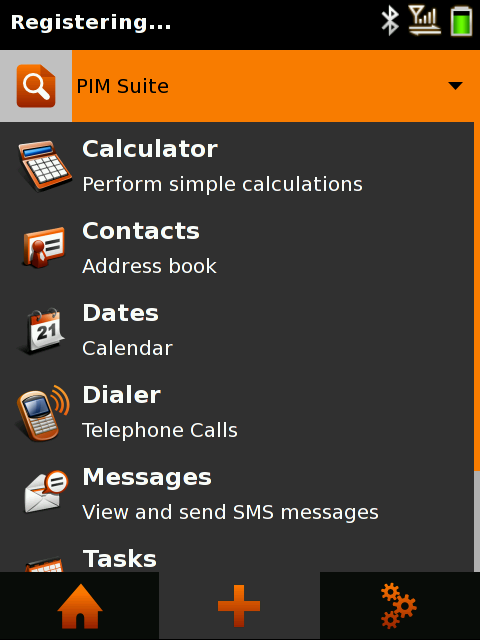 Registering...
PIM Suite
Calculator
Perform simple calculations
Contacts
Address book
21
Dates
Calendar
Dialer
Telephone Calls
Messages
View and send SMS messages
Tasks